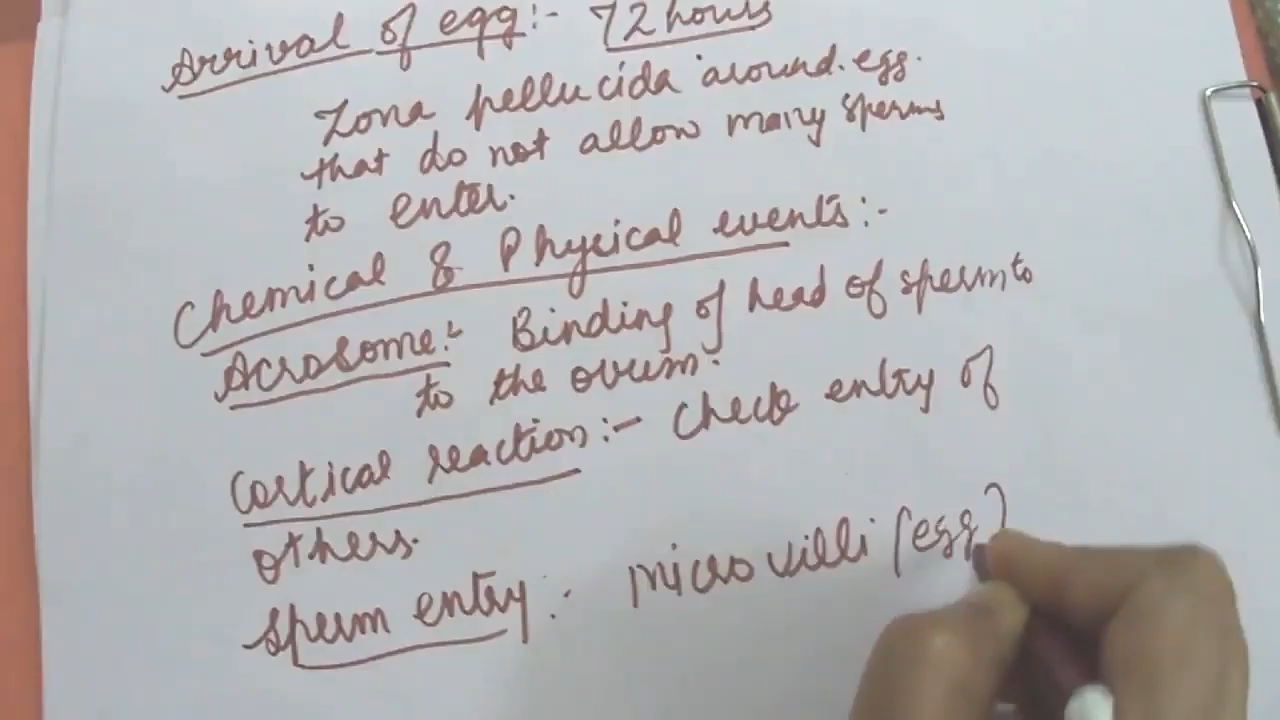 Arrival of egg:- 72 hours
Zona pellucida around egg.
that do not allow many sperms
to enter.
Chemical & Physical events:-
Acrosome:- Binding of head of sperm to
to the ovum.
Cortical reaction:- Check entry of
others.
Sperm entry:- Microvilli (egg)